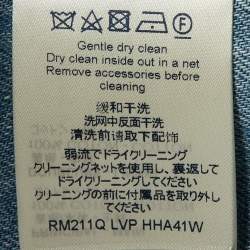 Gentle dry clean
Dry clean inside out in a net
Remove accessories before
cleaning
缓和干洗
洗网中反面干洗
清洗前请取下配饰
弱流でドライクリーニング
クリーニングネットを使用し、裏返して
ドライクリーニングしてください
クリーニングの前に付属品を取り外し
てください
RM211Q LVP HHA41W